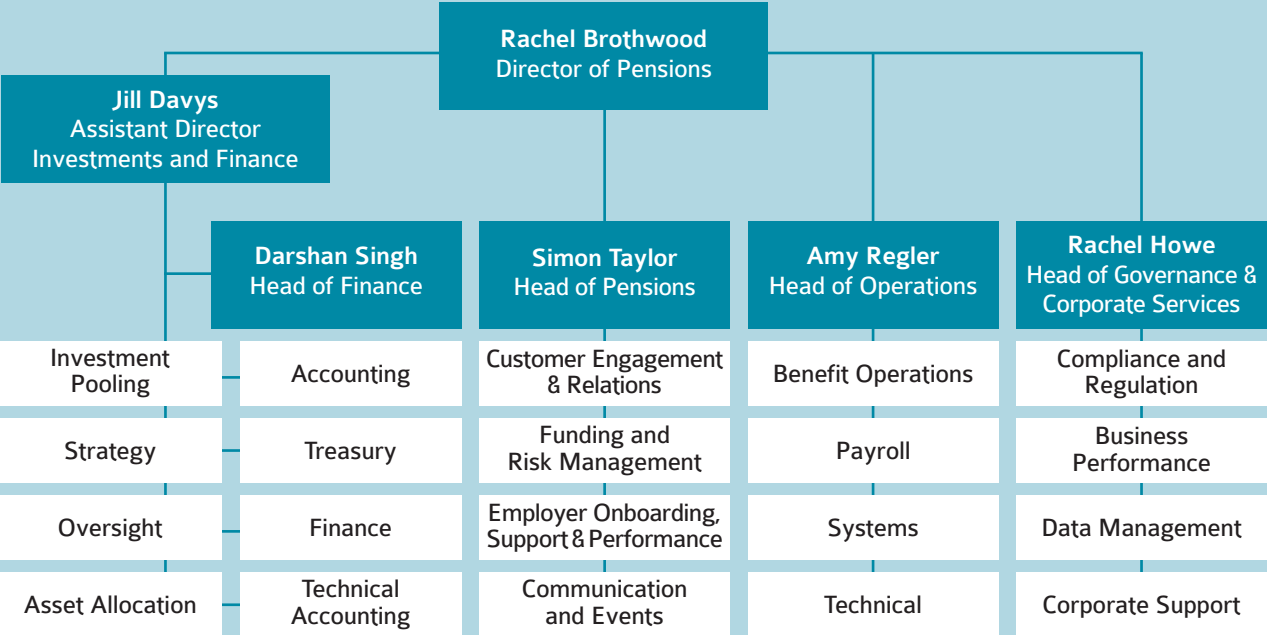 Rachel Brothwood
Director of Pensions
Jill Davys
Assistant Director
Investments and Finance
Darshan Singh
Head of Finance
Simon Taylor
Head of Pensions
Amy Regler
Head of Operations
Rachel Howe
Head of Governance &
Corporate Services
Investment
Pooling
Accounting
Customer Engagement
& Relations
Benefit Operations
Compliance and
Regulation
Strategy
Treasury
Funding and
Risk Management
Payroll
Business
Performance
Oversight
Finance
Employer Onboarding,
Support & Performance
Systems
Data Management
Asset Allocation
Technical
Accounting
Communication
and Events
Technical
Corporate Support